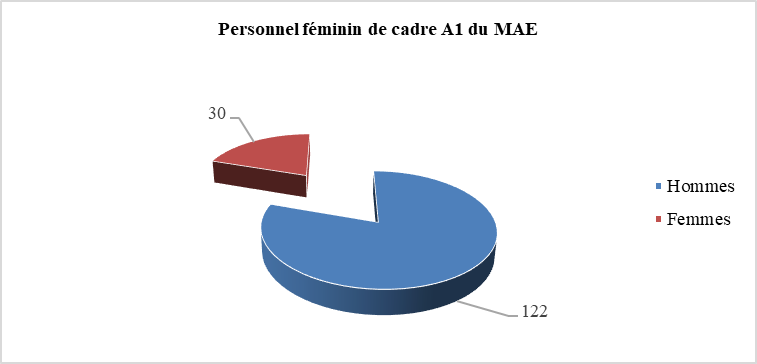 Personnel féminin de cadre A1 du MAE
30
Hommes
Femmes
122